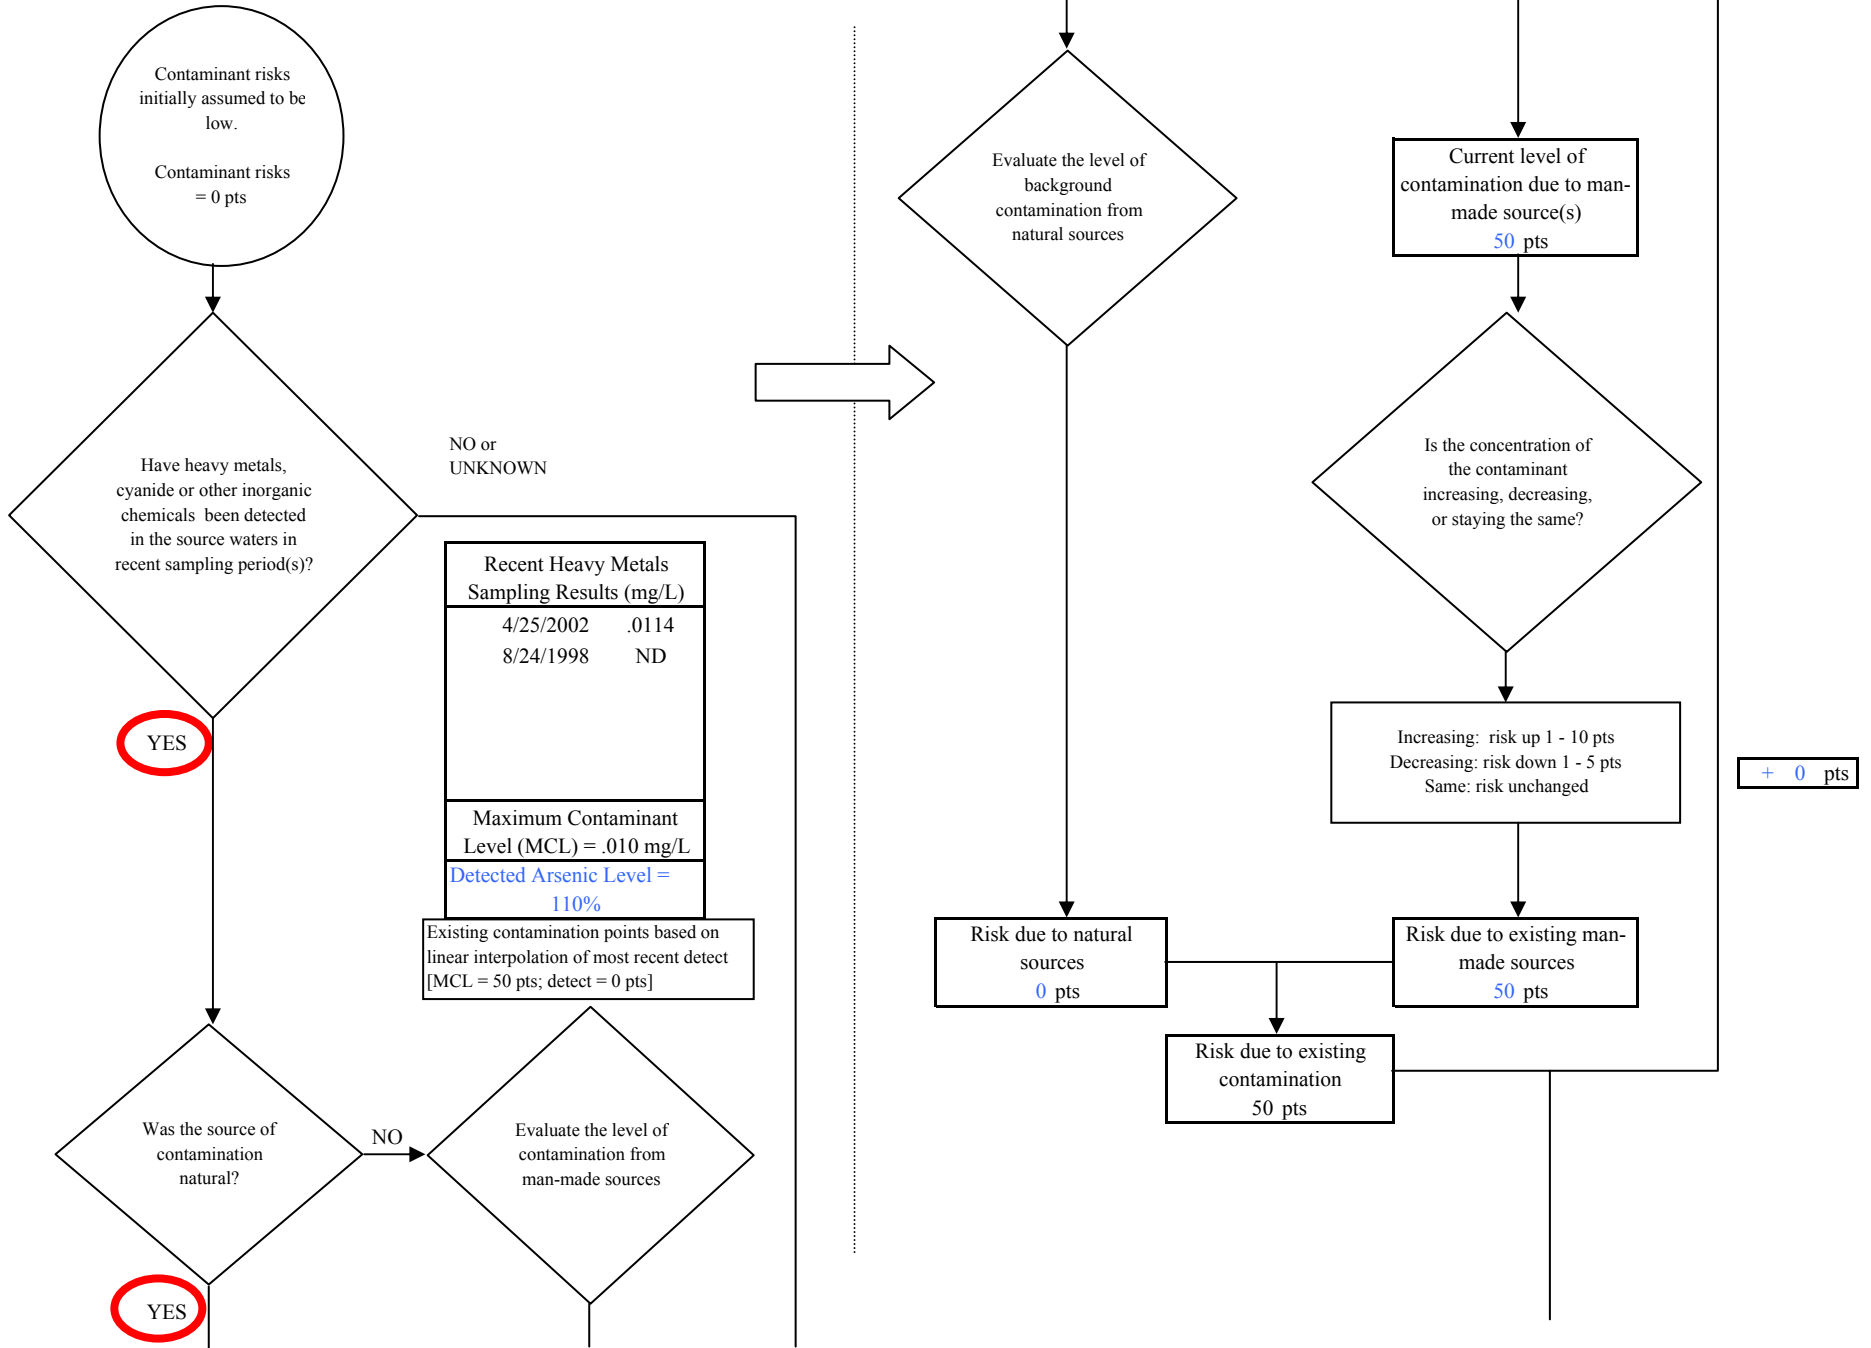 Contaminant risks
initially assumed to be
low.
Contaminant risks
= 0 pts
Have heavy metals,
cyanide or other inorganic
chemicals been detected
in the source waters in
recent sampling period(s)?
NO or
UNKNOWN
YES
Recent Heavy Metals
Sampling Results (mg/L)
4/25/2002 .0114
8/24/1998 ND
Maximum Contaminant
Level (MCL) = .010 mg/L
Detected Arsenic Level =
110%
Existing contamination points based on
linear interpolation of most recent detect
[MCL = 50 pts; detect = 0 pts]
Was the source of
contamination
natural?
NO
Evaluate the level of
contamination from
man-made sources
YES
Evaluate the level of
background
contamination from
natural sources
Current level of
contamination due to man-
made source(s)
50 pts
Is the concentration of
the contaminant
increasing, decreasing,
or staying the same?
Increasing: risk up 1 - 10 pts
Decreasing: risk down 1 - 5 pts
Same: risk unchanged
+ 0 pts
Risk due to natural
sources
0 pts
Risk due to existing man-
made sources
50 pts
Risk due to existing
contamination
50 pts